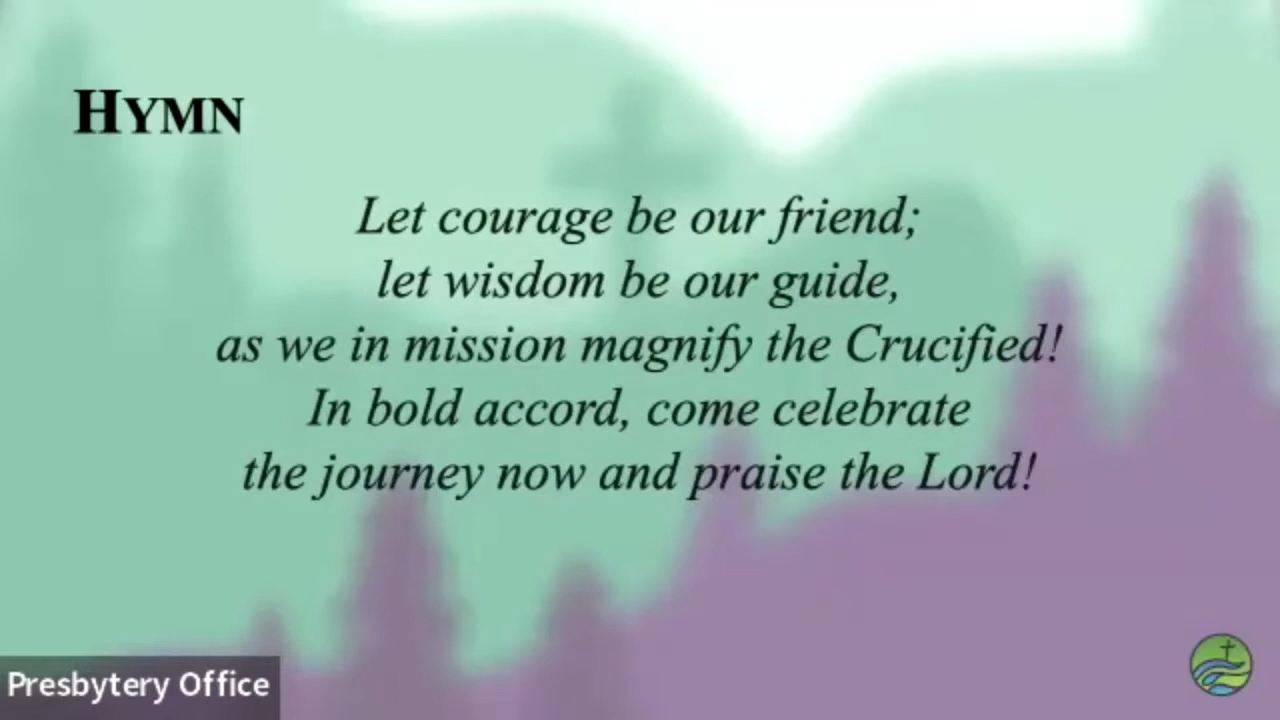 HYMN
Let courage be our friend;
let wisdom be our guide,
as we in mission magnify the Crucified!
In bold accord, come celebrate
the journey now and praise the Lord!
Presbytery Office